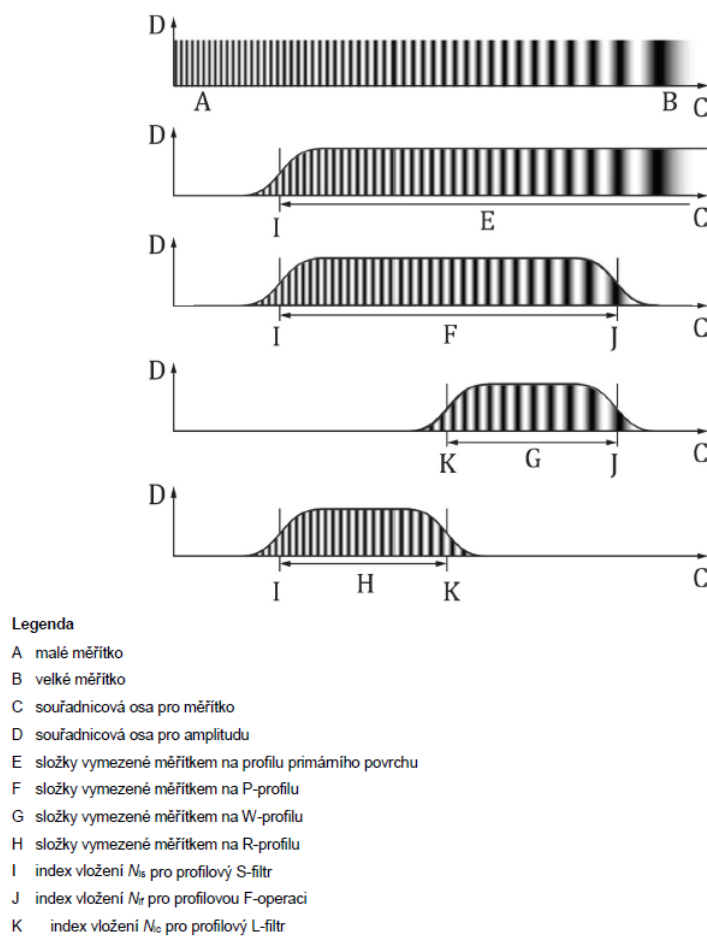 D
A B C
D
I E C
D
I F J C
D
K G J C
D
I H K C
Legenda
A malé měřítko
B velké měřítko
C souřadnicová osa pro měřítko
D souřadnicová osa pro amplitudu
E složky vymezené měřítkem na profilu primárního povrchu
F složky vymezené měřítkem na P-profilu
G složky vymezené měřítkem na W-profilu
H složky vymezené měřítkem na R-profilu
I index vložení Nis pro profilový S-filtr
J index vložení Nif pro profilovou F-operaci
K index vložení Nic pro profilový L-filtr